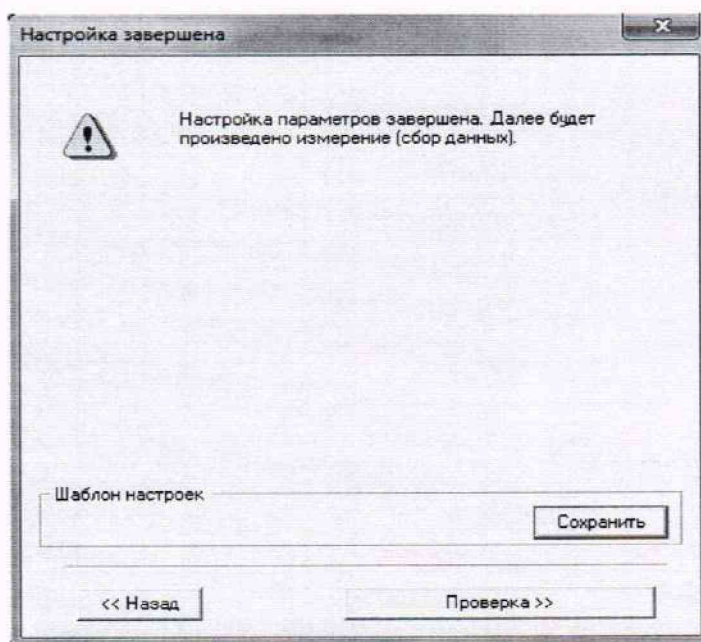 Настройка завершена
Настройка параметров завершена. Далее будет
произведено измерение (сбор данных).
Шаблон настроек
Сохранить
<< Назад
Проверка >>